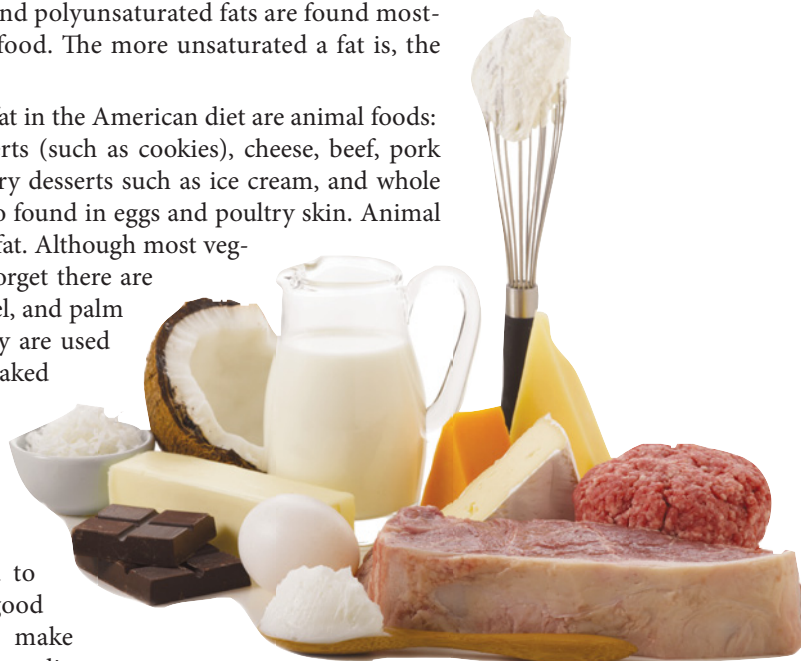 nd polyunsaturated fats are found most-
food. The more unsaturated a fat is, the
at in the American diet are animal foods:
rts (such as cookies), cheese, beef, pork
ry desserts such as ice cream, and whole
o found in eggs and poultry skin. Animal
fat. Although most veg-
orget there are
el, and palm
y are used
aked
to
good
make